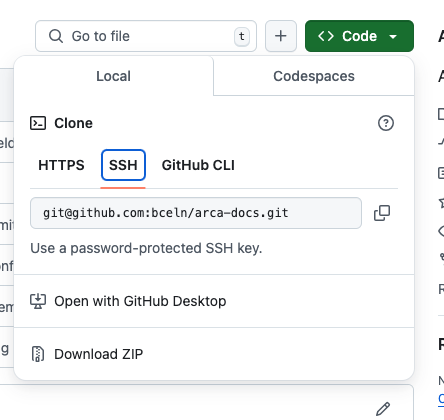 Go to file
t
Code
Local
Codespaces
Clone
HTTPS
SSH
GitHub CLI
git@github.com:bceln/arca-docs.git
Use a password-protected SSH key.
Open with GitHub Desktop
Download ZIP